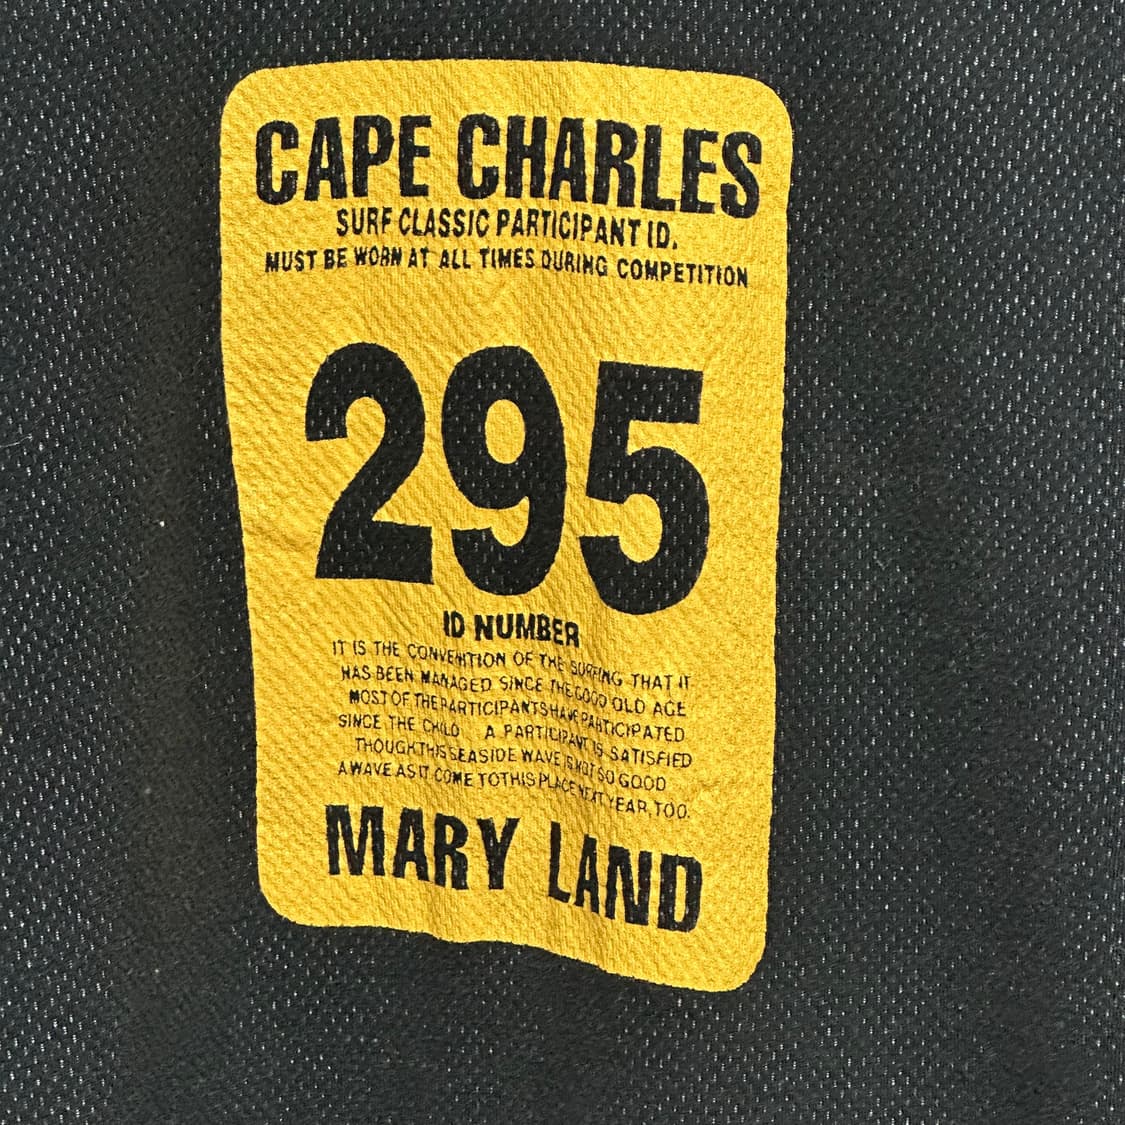 CAPE CHARLES
SURF CLASSIC PARTICIPANT ID.
MUST BE WORN AT ALL TIMES DURING COMPETITION
295
ID NUMBER
IT IS THE CONVENTION OF THE SURFING THAT IT
HAS BEEN MANAGED SINCE THE GOOD OLD AGE
MOST OF THE PARTICIPANTS HAVE PARTICIPATED
SINCE THE CHILD A PARTICIPANT IS SATISFIED
THOUGH THIS SEASIDE WAVE IS NOT SO GOOD
A WAVE AS IT COME TO THIS PLACE NEXT YEAR, TOO.
MARY LAND